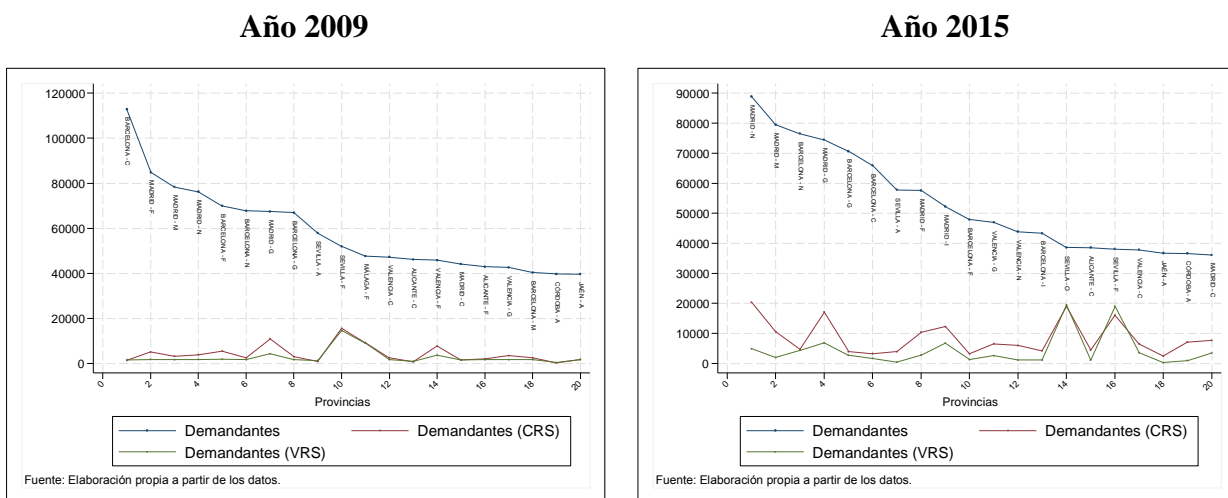 Año 2009
120000
100000
80000
60000
40000
20000
0
BARCELONA - C
MADRID - F
MADRID - M
MADRID - N
BARCELONA - F
BARCELONA - N
MADRID - G
BARCELONA - G
SEVILLA - A
SEVILLA - F
MÁLAGA - F
VALENCIA - C
ALICANTE - C
VALENCIA - F
MADRID - C
ALICANTE - F
VALENCIA - G
BARCELONA - M
CÓRDOBA - A
JAÉN - A
0 2 4 6 8 10 12 14 16 18 20
Provincias
Demandantes Demandantes (CRS)
Demandantes (VRS)
Fuente: Elaboración propia a partir de los datos.
Año 2015
90000
80000
70000
60000
50000
40000
30000
20000
10000
0
MADRID - N
MADRID - M
BARCELONA - N
MADRID - G
BARCELONA - G
BARCELONA - C
SEVILLA - A
MADRID - F
MADRID - I
BARCELONA - F
VALENCIA - G
VALENCIA - N
BARCELONA - I
SEVILLA - O
ALICANTE - C
SEVILLA - F
VALENCIA - C
JAÉN - A
CÓRDOBA - A
MADRID - C
0 2 4 6 8 10 12 14 16 18 20
Provincias
Demandantes Demandantes (CRS)
Demandantes (VRS)
Fuente: Elaboración propia a partir de los datos.